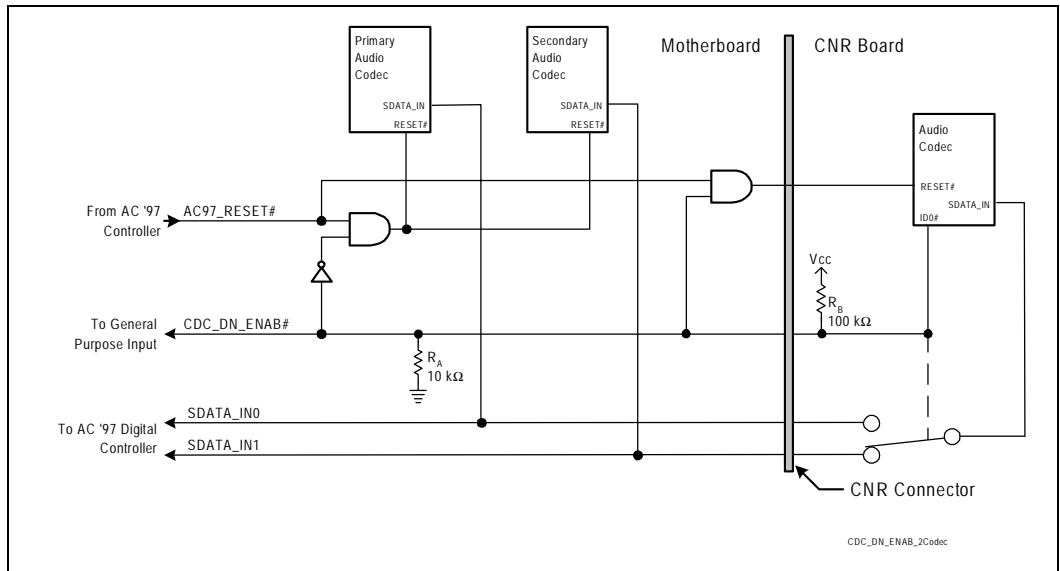 Primary
Audio
Codec
SDATA_IN
RESET#
Secondary
Audio
Codec
SDATA_IN
RESET#
Motherboard
CNR Board
Audio
Codec
RESET#
SDATA_IN
ID0#
From AC '97
Controller
AC97_RESET#
Vcc
RB
100 kΩ
To General
Purpose Input
CDC_DN_ENAB#
RA
10 kΩ
To AC '97 Digital
Controller
SDATA_IN0
SDATA_IN1
CNR Connector
CDC_DN_ENAB_2Codec